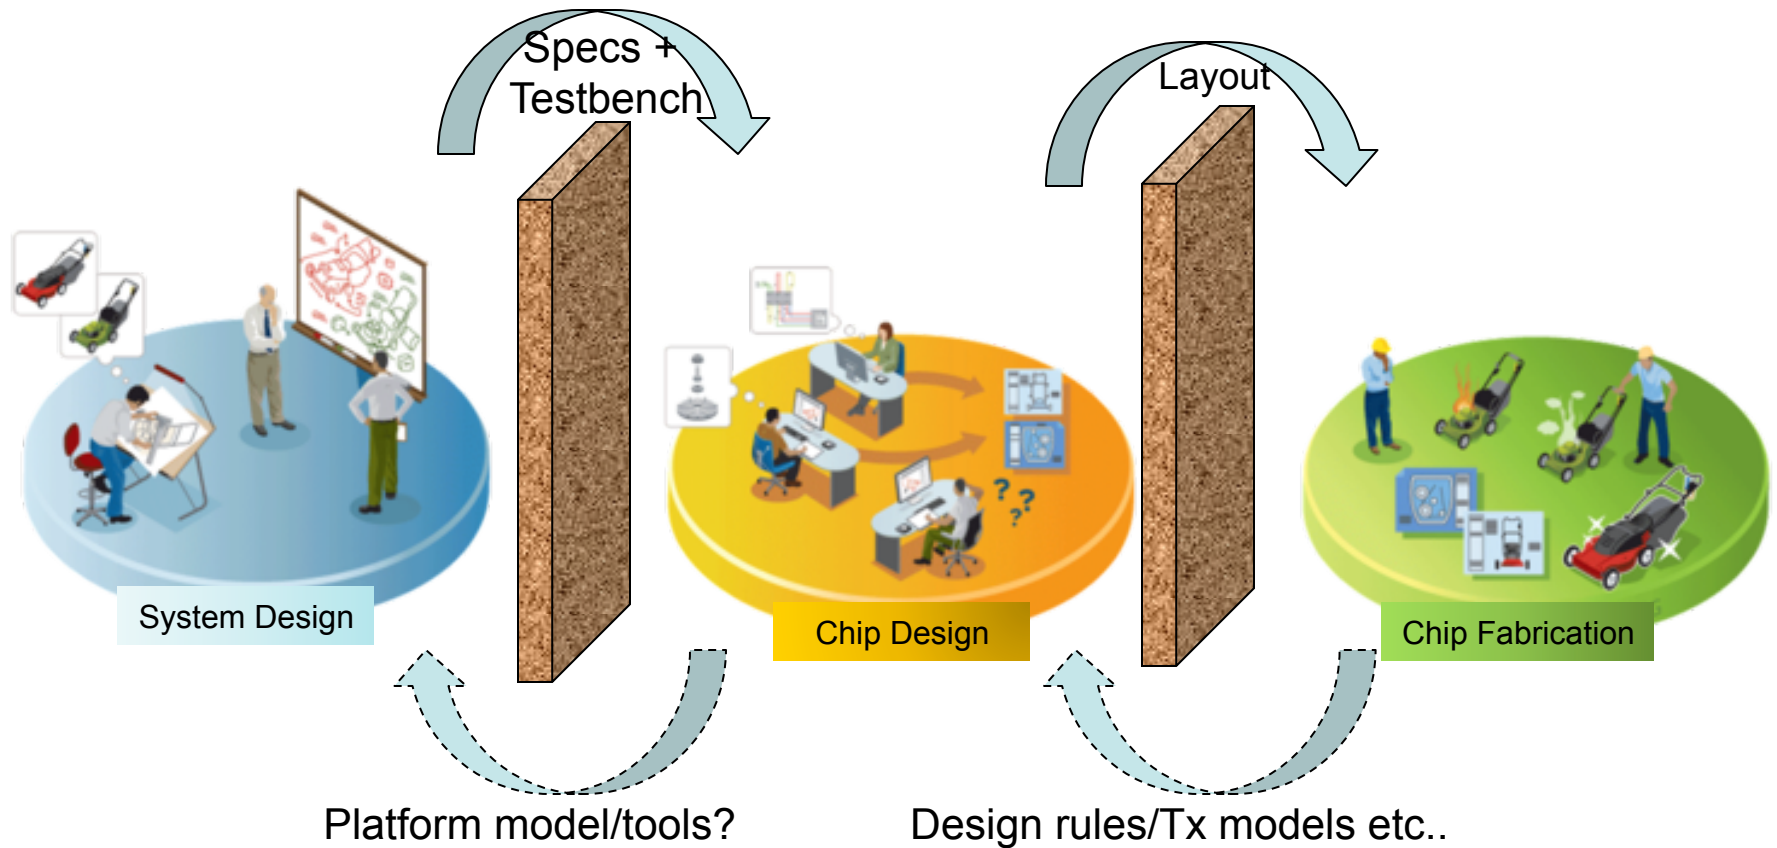 Specs +
Testbench
Layout
System Design
Chip Design
Chip Fabrication
? ? ?
Platform model/tools?
Design rules/Tx models etc..